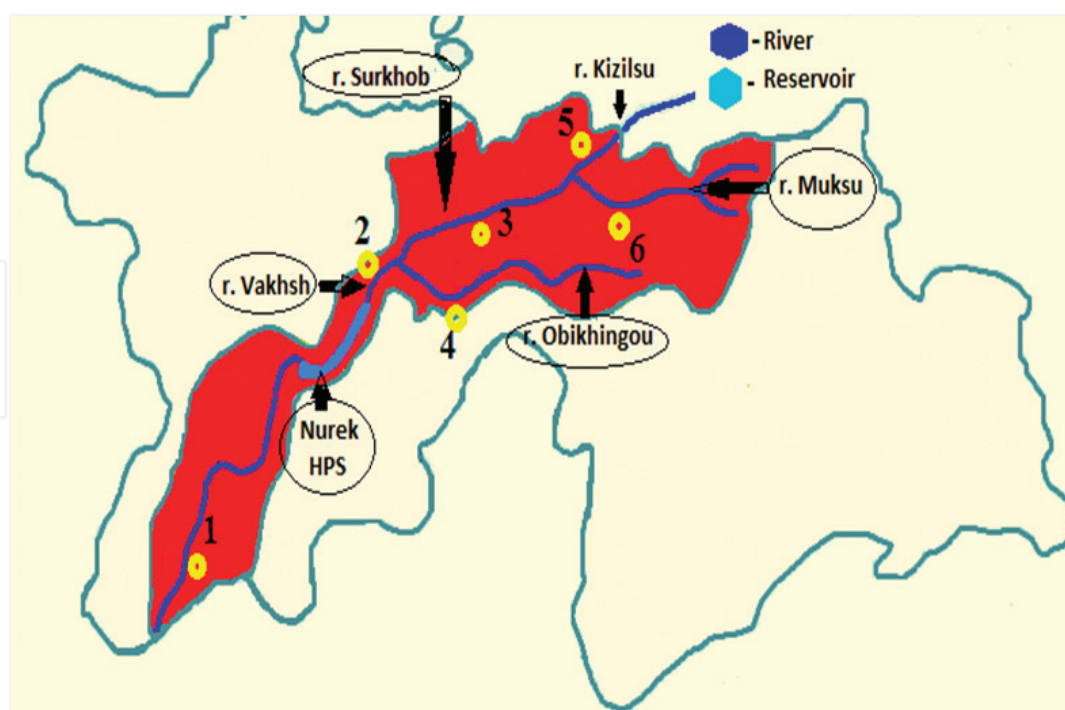 - River
- Reservoir
r. Surkhob
r. Kizilsu
5
r. Muksu
2
3
6
r. Vakhsh
4
r. Obikhingou
Nurek
HPS
1